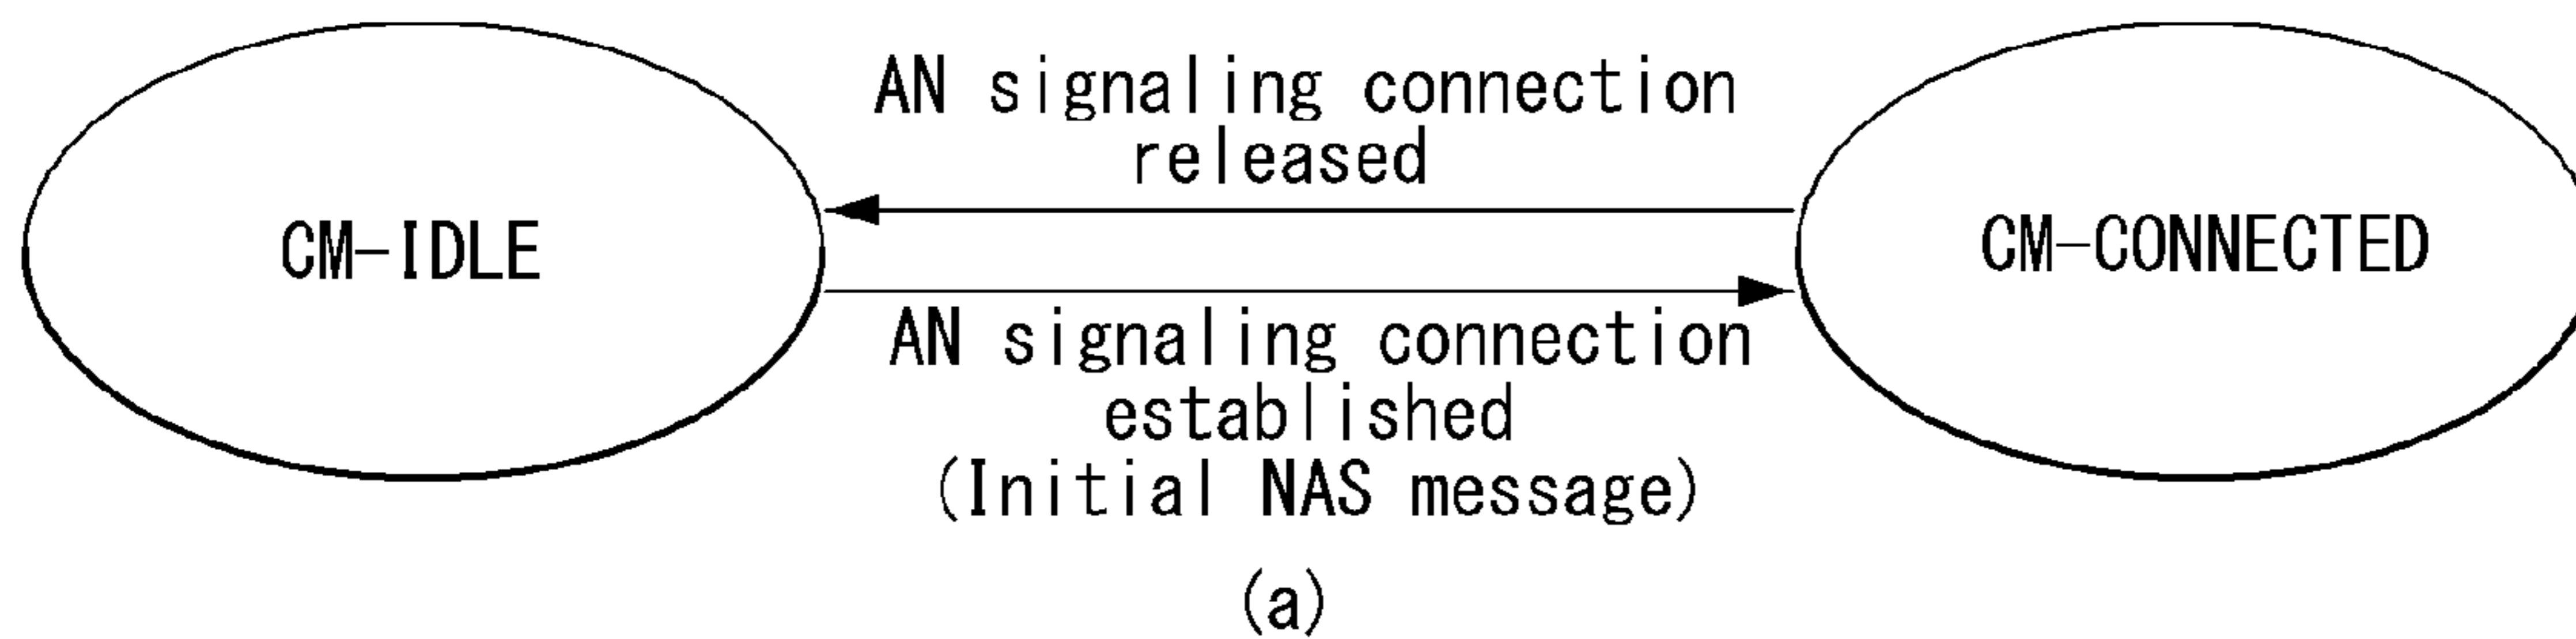 AN signaling connection
released
CM-IDLE
CM-CONNECTED
AN signaling connection
established
(Initial NAS message)
(a)